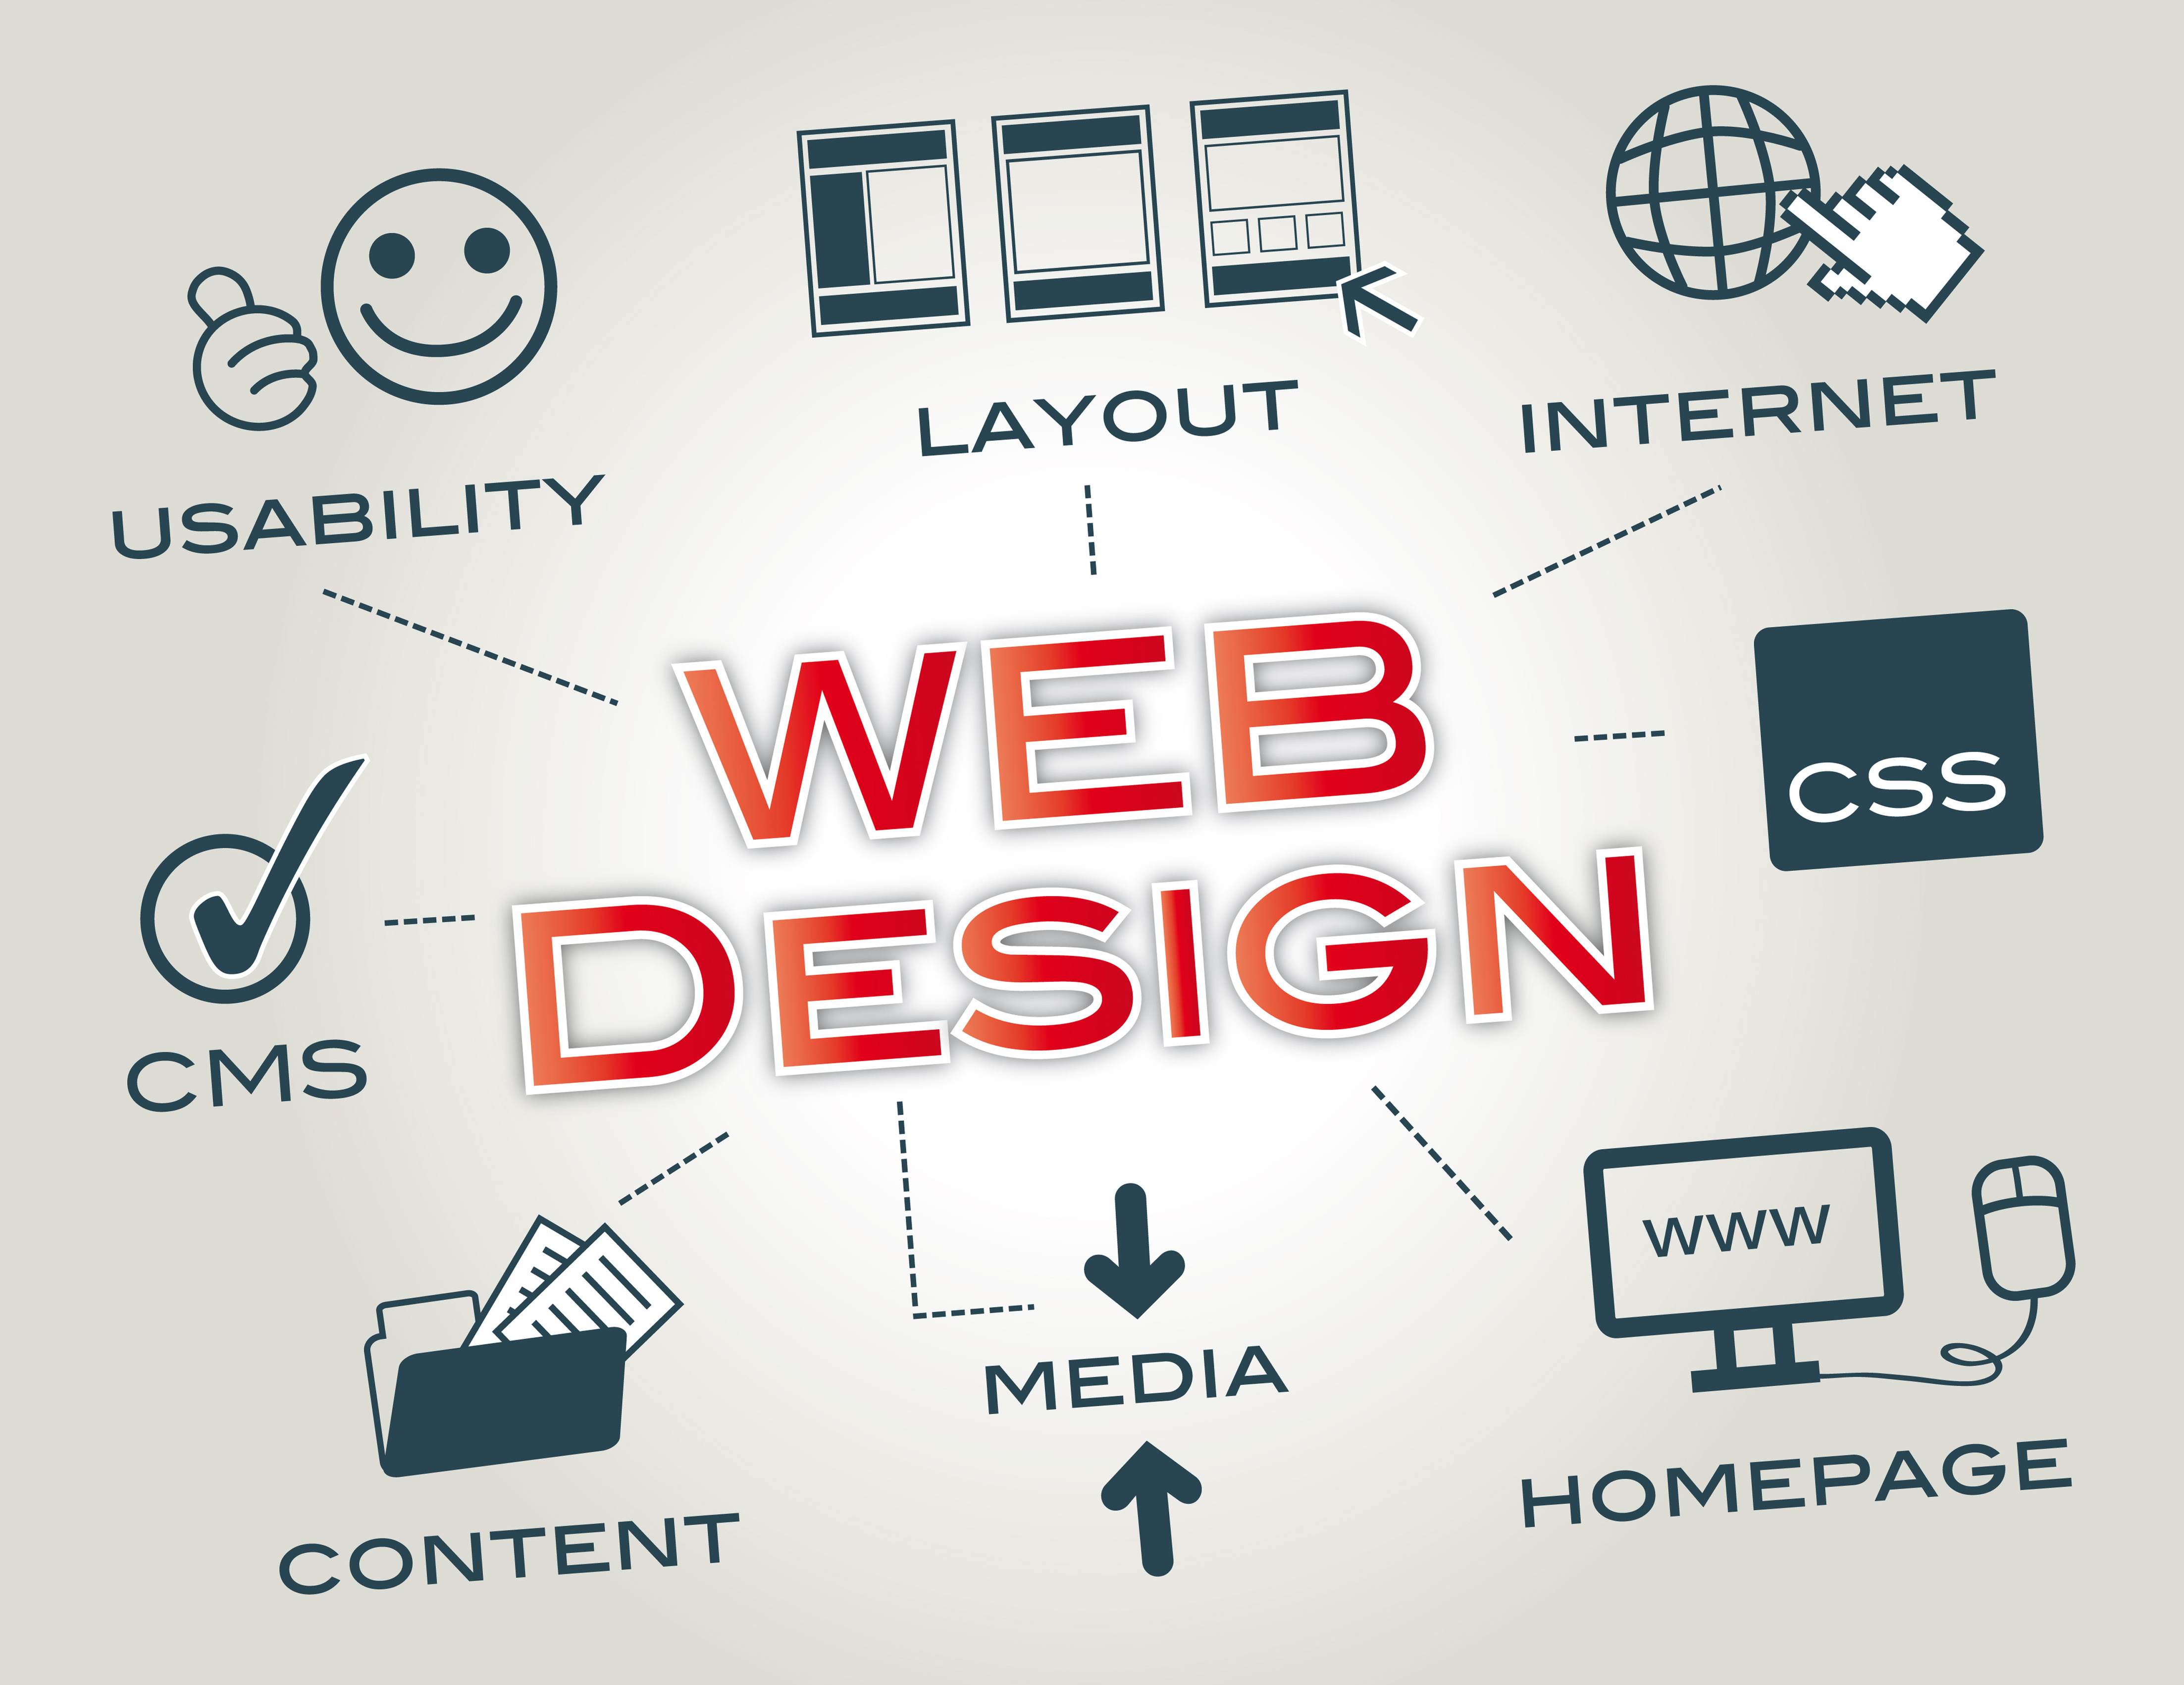 LAYOUT
INTERNET
USABILITY
WEB
DESIGN
CSS
CMS
WWW
MEDIA
HOMEPAGE
CONTENT